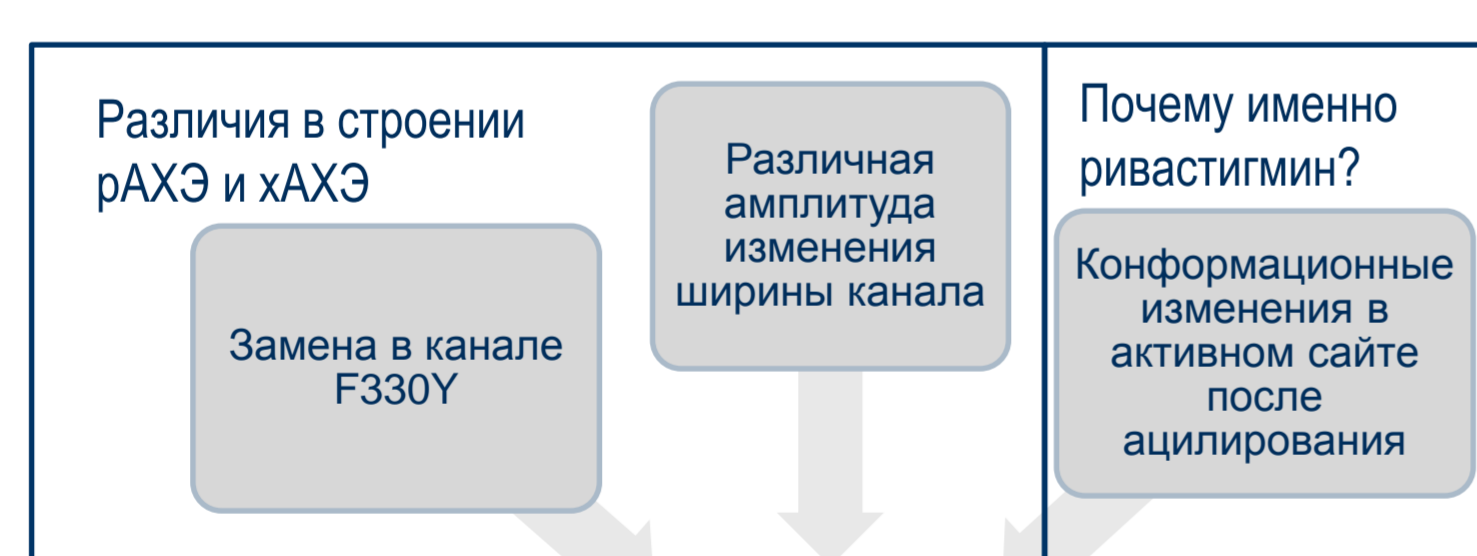 Различия в строении
рАХЭ и хАХЭ
Замена в канале
F330Y
Различная
амплитуда
изменения
ширины канала
Почему именно
ривастигмин?
Конформационные
изменения в
активном сайте
после
ацилирования